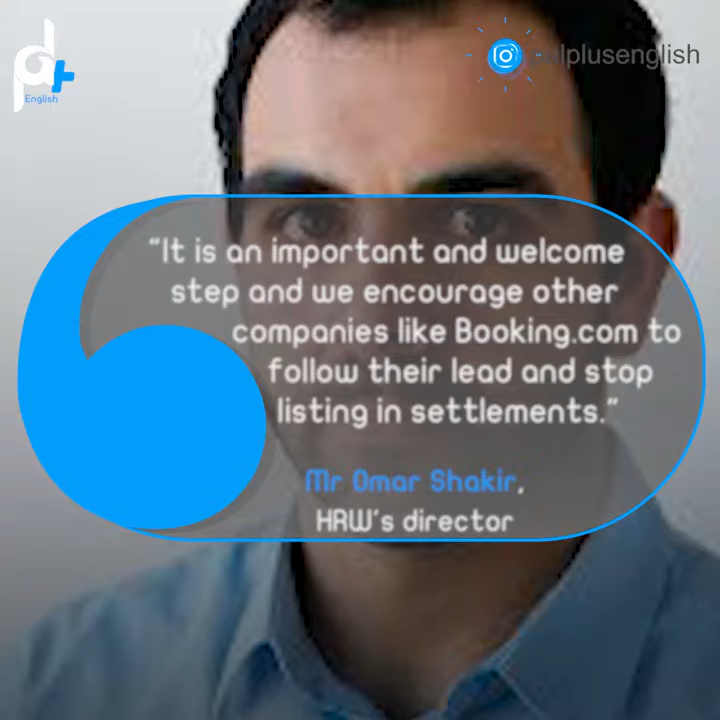 English
palplusenglish
"It is an important and welcome
step and we encourage other
companies like Booking.com to
follow their lead and stop
listing in settlements."
Mr Omar Shakir,
HRW's director